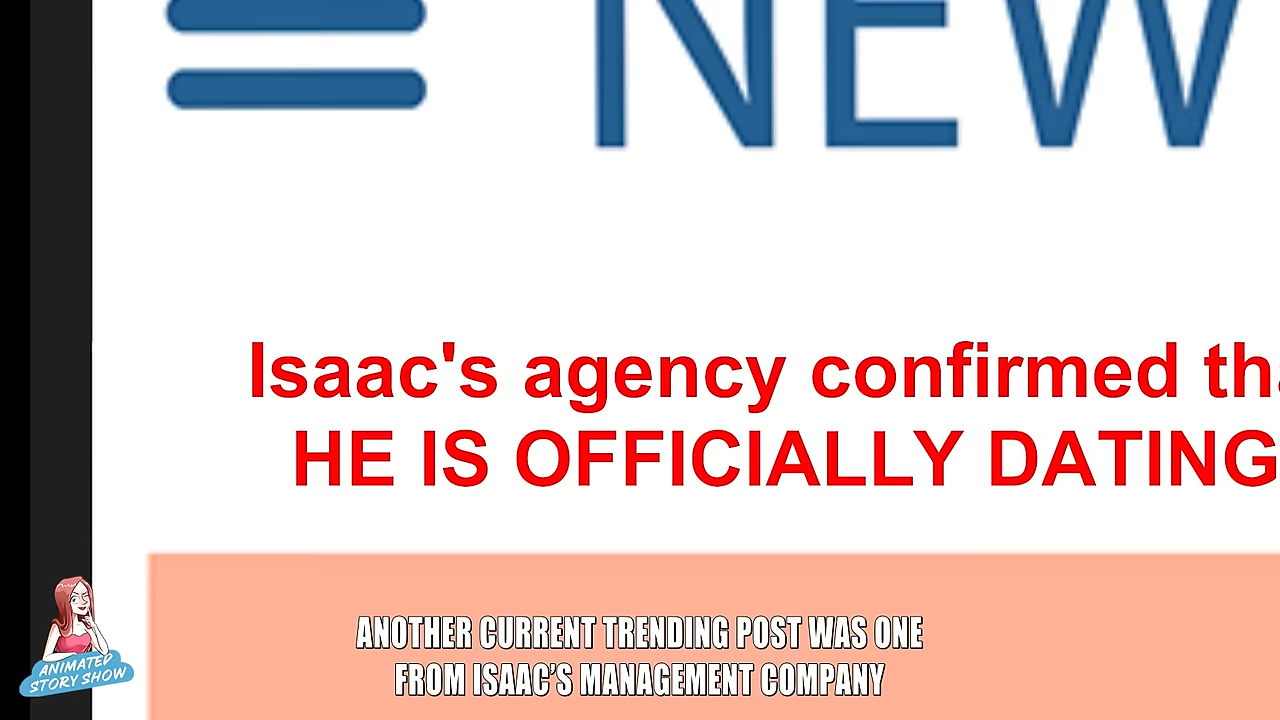 NEW
Isaac's agency confirmed
HE IS OFFICIALLY DATING
ANIMATED
STORY SHOW
ANOTHER CURRENT TRENDING POST WAS ONE
FROM ISAAC’S MANAGEMENT COMPANY